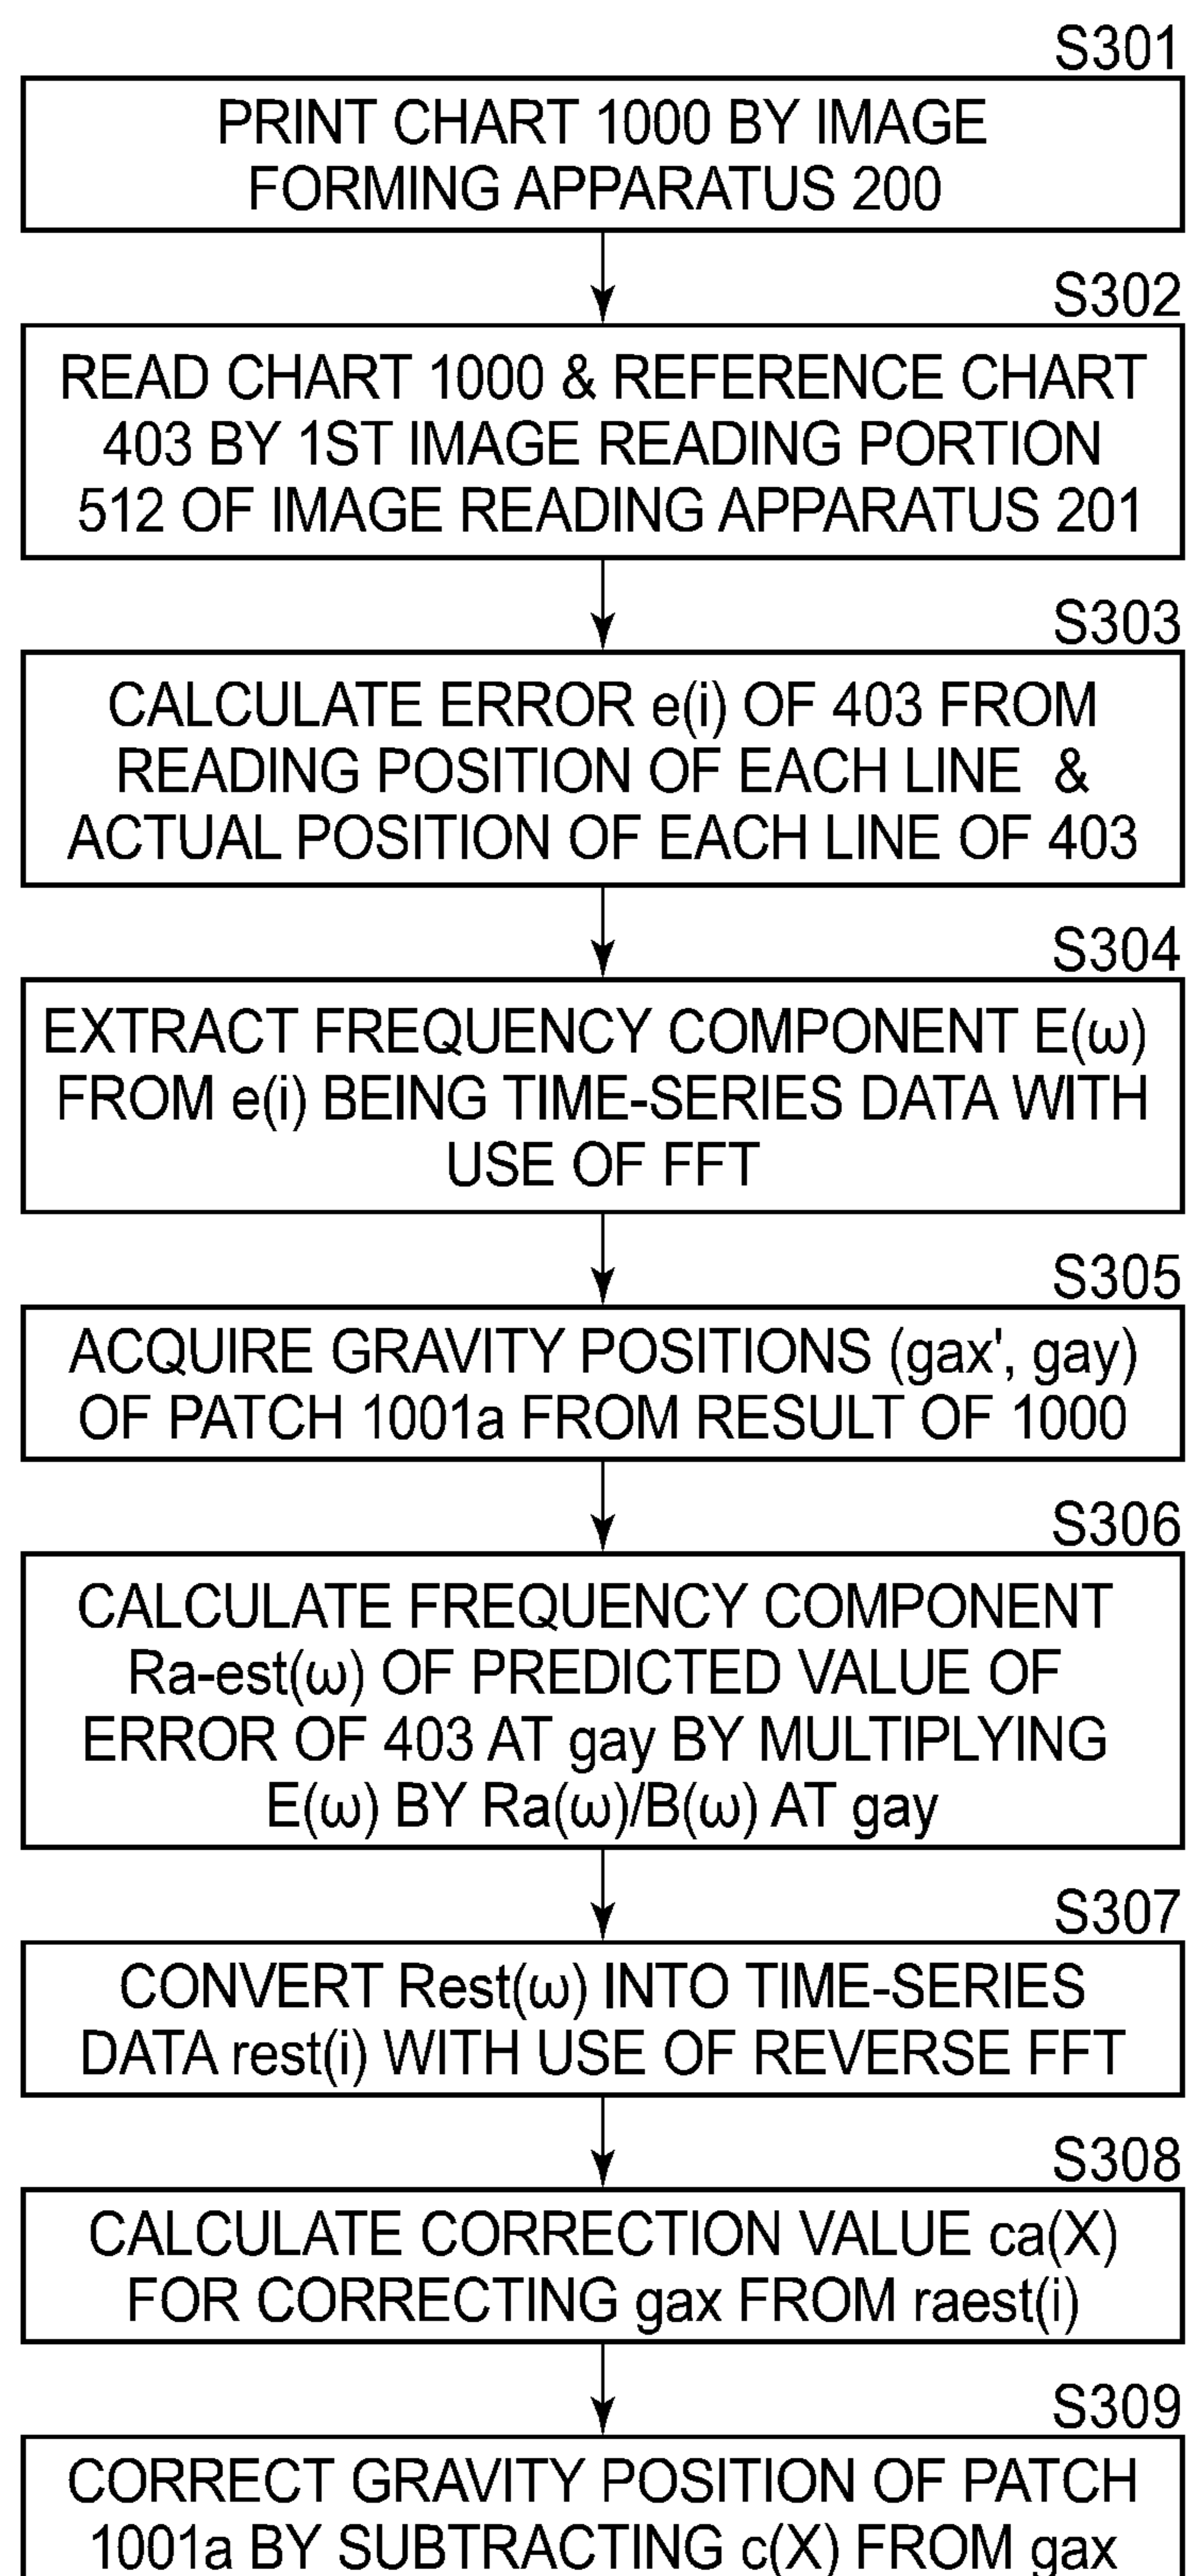 S301
PRINT CHART 1000 BY IMAGE
FORMING APPARATUS 200
S302
READ CHART 1000 & REFERENCE CHART
403 BY 1ST IMAGE READING PORTION
512 OF IMAGE READING APPARATUS 201
S303
CALCULATE ERROR e(i) OF 403 FROM
READING POSITION OF EACH LINE &
ACTUAL POSITION OF EACH LINE OF 403
S304
EXTRACT FREQUENCY COMPONENT E(ω)
FROM e(i) BEING TIME-SERIES DATA WITH
USE OF FFT
S305
ACQUIRE GRAVITY POSITIONS (gax', gay)
OF PATCH 1001a FROM RESULT OF 1000
S306
CALCULATE FREQUENCY COMPONENT
Ra-est(ω) OF PREDICTED VALUE OF
ERROR OF 403 AT gay BY MULTIPLYING
E(ω) BY Ra(ω)/B(ω) AT gay
S307
CONVERT Rest(ω) INTO TIME-SERIES
DATA rest(i) WITH USE OF REVERSE FFT
S308
CALCULATE CORRECTION VALUE ca(X)
FOR CORRECTING gax FROM raest(i)
S309
CORRECT GRAVITY POSITION OF PATCH
1001a BY SUBTRACTING c(X) FROM gax